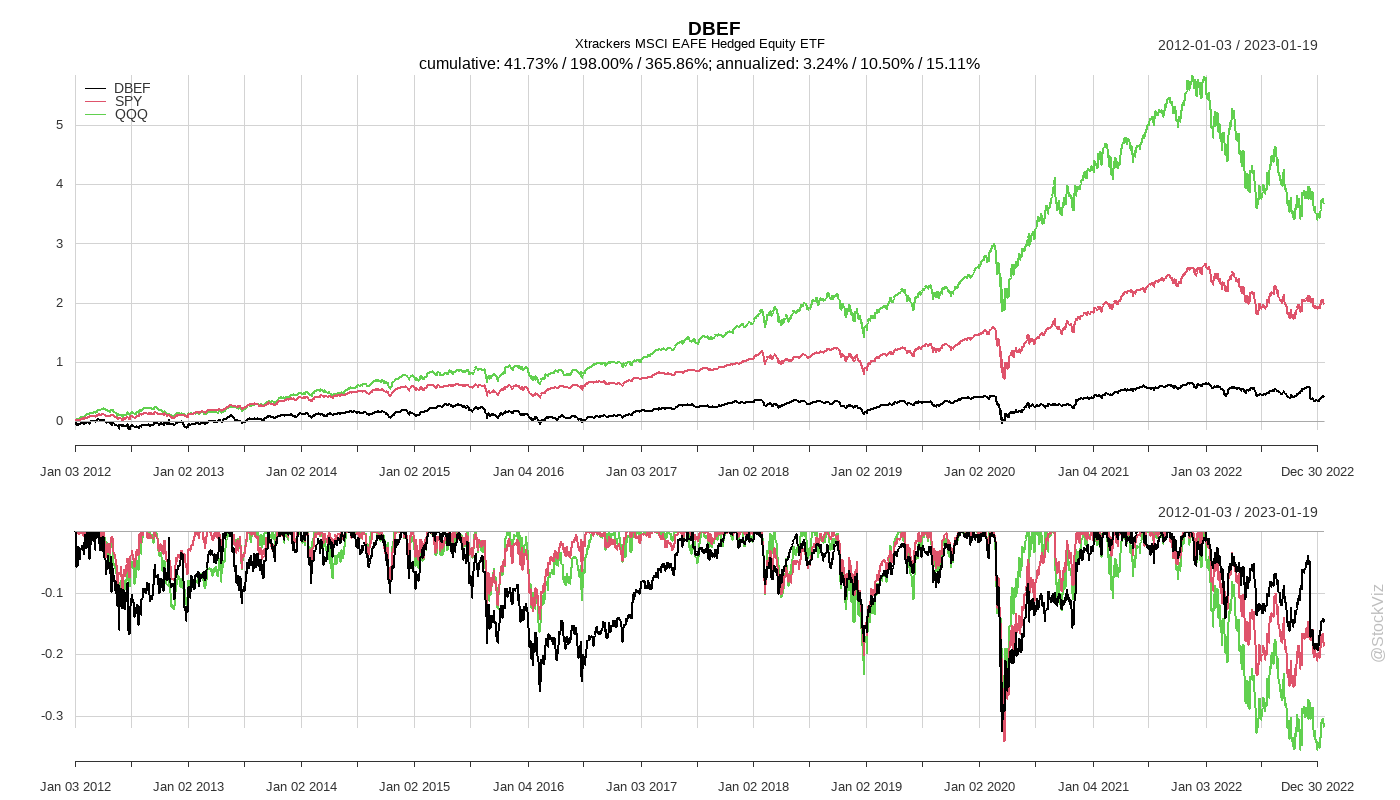 DBEF
Xtrackers MSCI EAFE Hedged Equity ETF
2012-01-03 / 2023-01-19
cumulative: 41.73% / 198.00% / 365.86%; annualized: 3.24% / 10.50% / 15.11%
DBEF
SPY
QQQ
5
4
3
2
1
0
Jan 03 2012 Jan 02 2013 Jan 02 2014 Jan 02 2015 Jan 04 2016 Jan 03 2017 Jan 02 2018 Jan 02 2019 Jan 02 2020 Jan 04 2021 Jan 03 2022 Dec 30 2022
2012-01-03 / 2023-01-19
-0.1
-0.2
-0.3
Jan 03 2012 Jan 02 2013 Jan 02 2014 Jan 02 2015 Jan 04 2016 Jan 03 2017 Jan 02 2018 Jan 02 2019 Jan 02 2020 Jan 04 2021 Jan 03 2022 Dec 30 2022
@StockViz